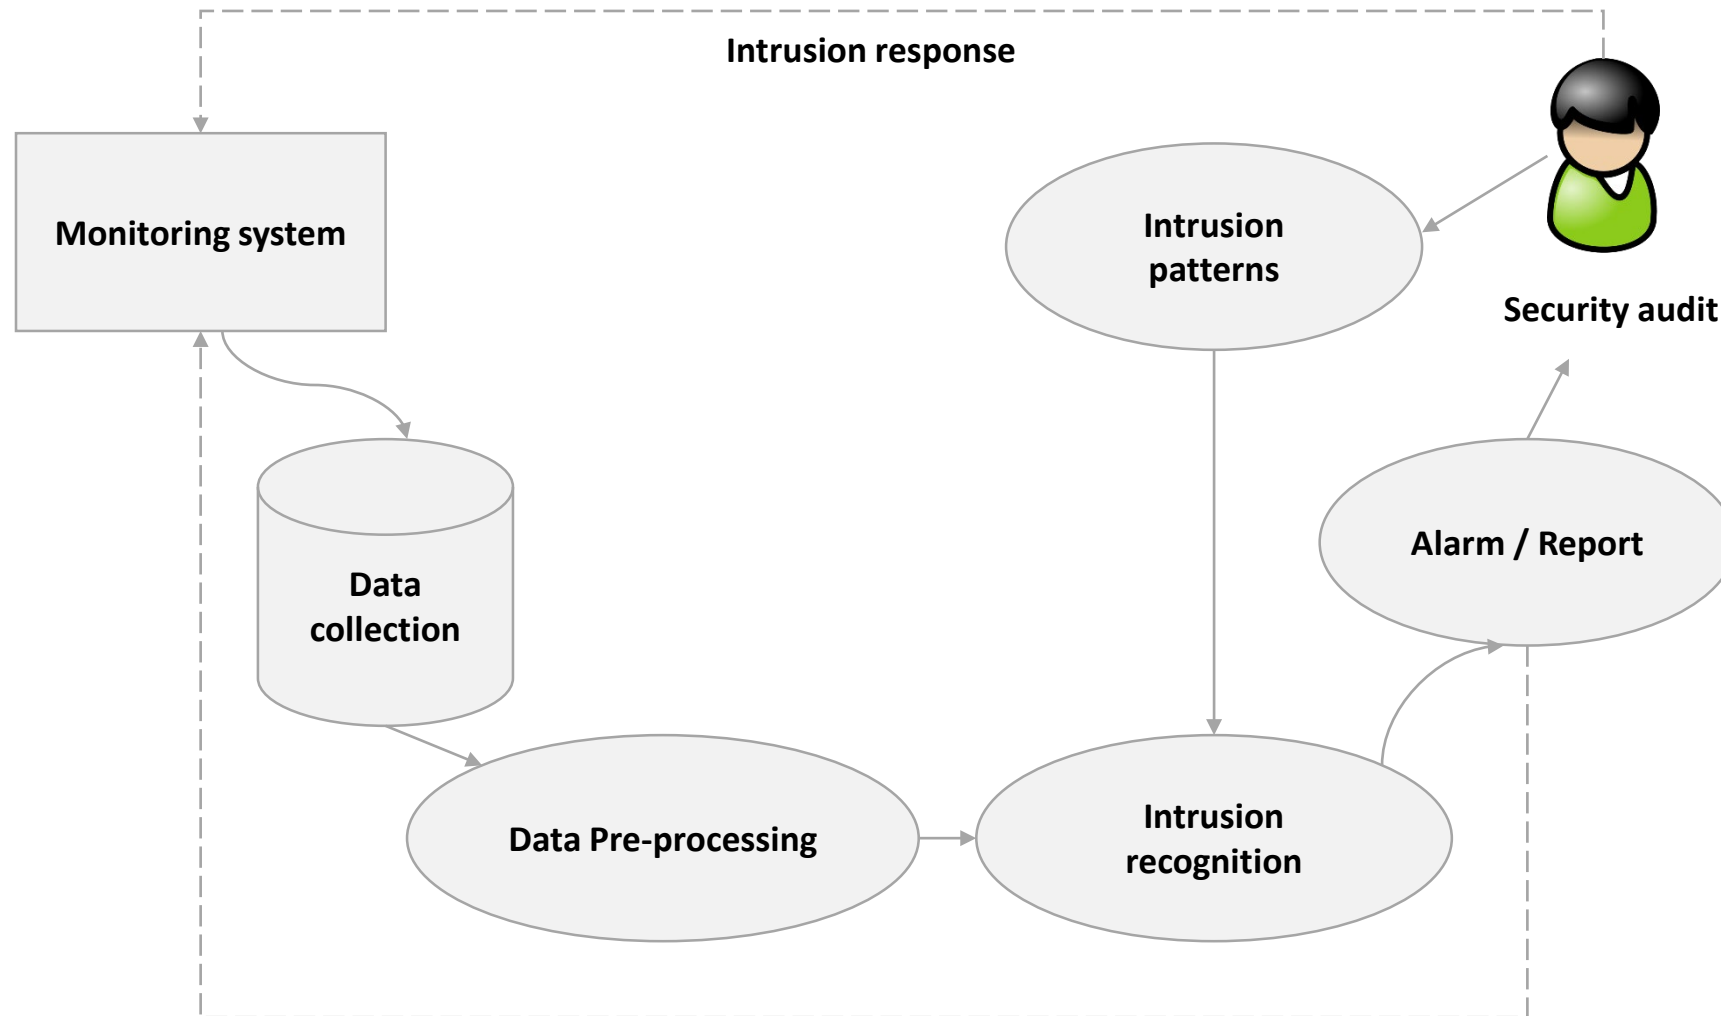 Intrusion response
Monitoring system
Intrusion
patterns
Security audit
Data
collection
Alarm / Report
Data Pre-processing
Intrusion
recognition